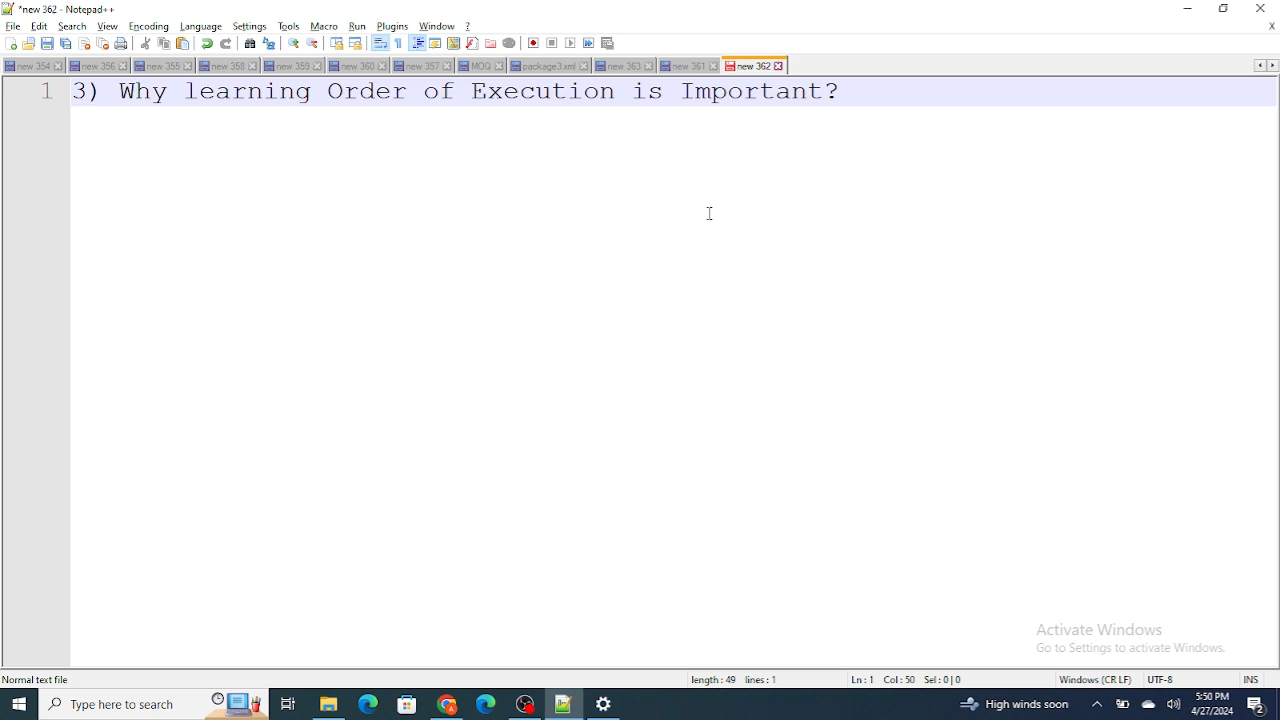 *new 362 - Notepad++
File Edit Search View Encoding Language Settings Tools Macro Run Plugins Window ?
new 354 new 356 new 355 new 358 new 359 new 360 new 357 MOQ package3.xml new 363 new 361 new 362
1 3) Why learning Order of Execution is Important?
Activate Windows
Go to Settings to activate Windows.
Normal text file length : 49 lines : 1 Ln : 1 Col : 50 Sel : 0 | 0 Windows (CR LF) UTF-8 INS
Type here to search High winds soon 5:50 PM
4/27/2024 2